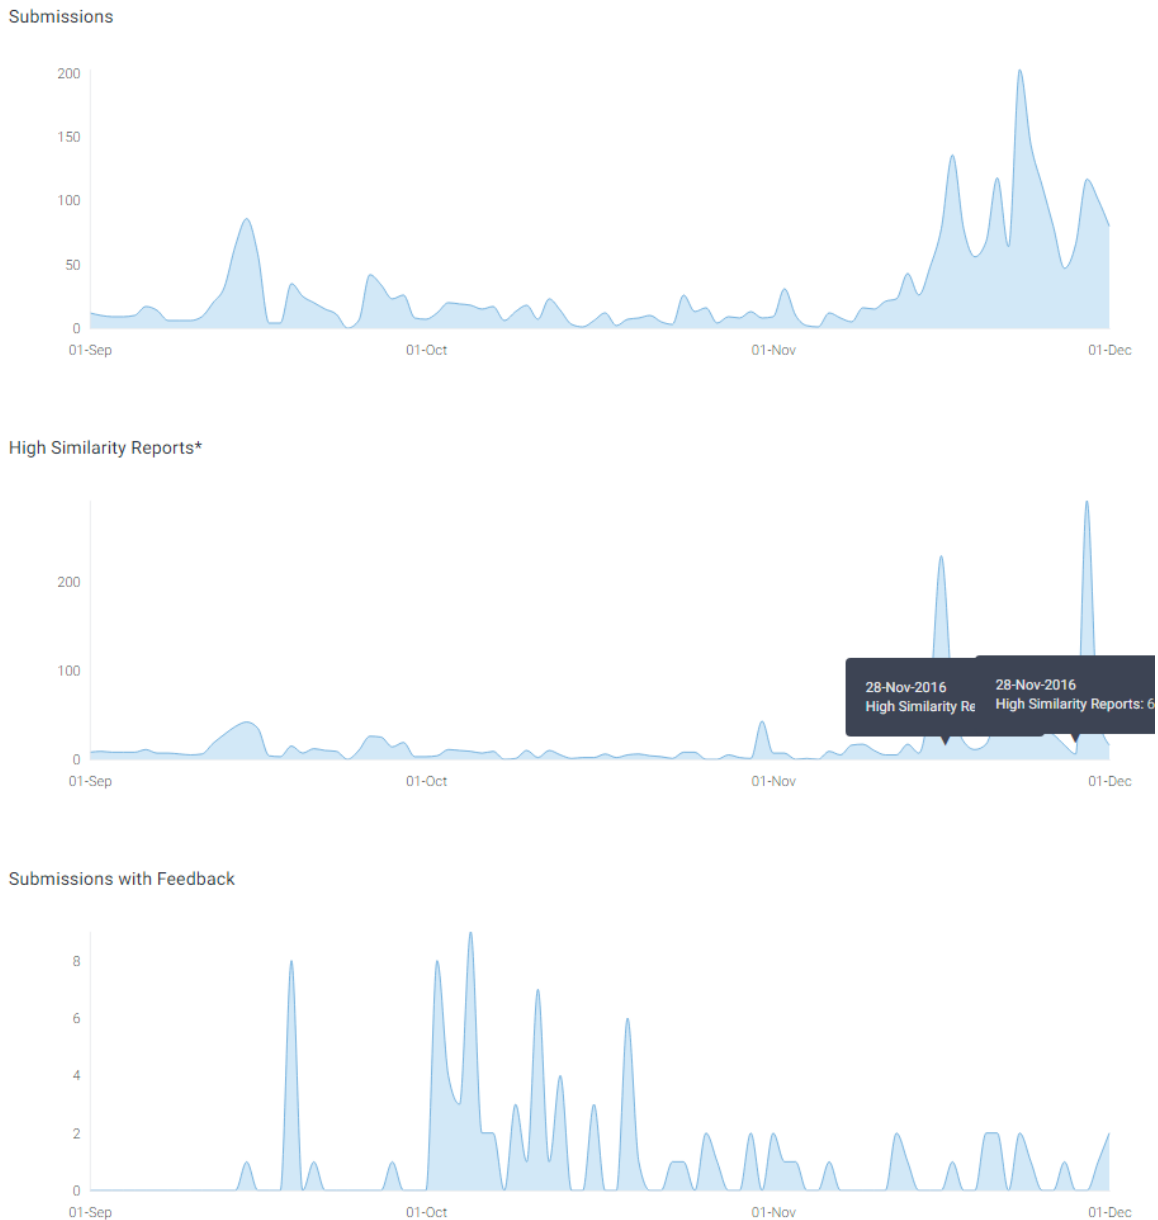 Submissions
200
150
100
50
0
01-Sep 01-Oct 01-Nov 01-Dec
High Similarity Reports*
200
100
0
28-Nov-2016
High Similarity Re
28-Nov-2016
High Similarity Reports: 6
01-Sep 01-Oct 01-Nov 01-Dec
Submissions with Feedback
8
6
4
2
0
01-Sep 01-Oct 01-Nov 01-Dec